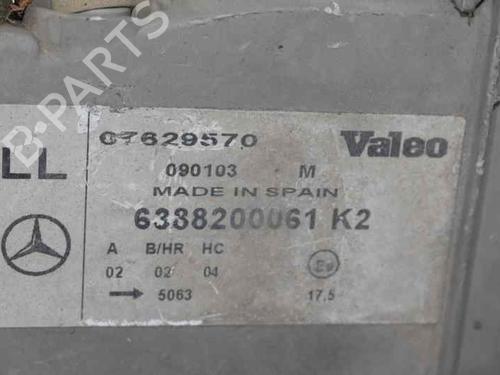 B-PARTS
07629570 Valeo
LL 090103 M
MADE IN SPAIN
6338200061 K2
A B/HR HC
02 02 04
5063 17.5